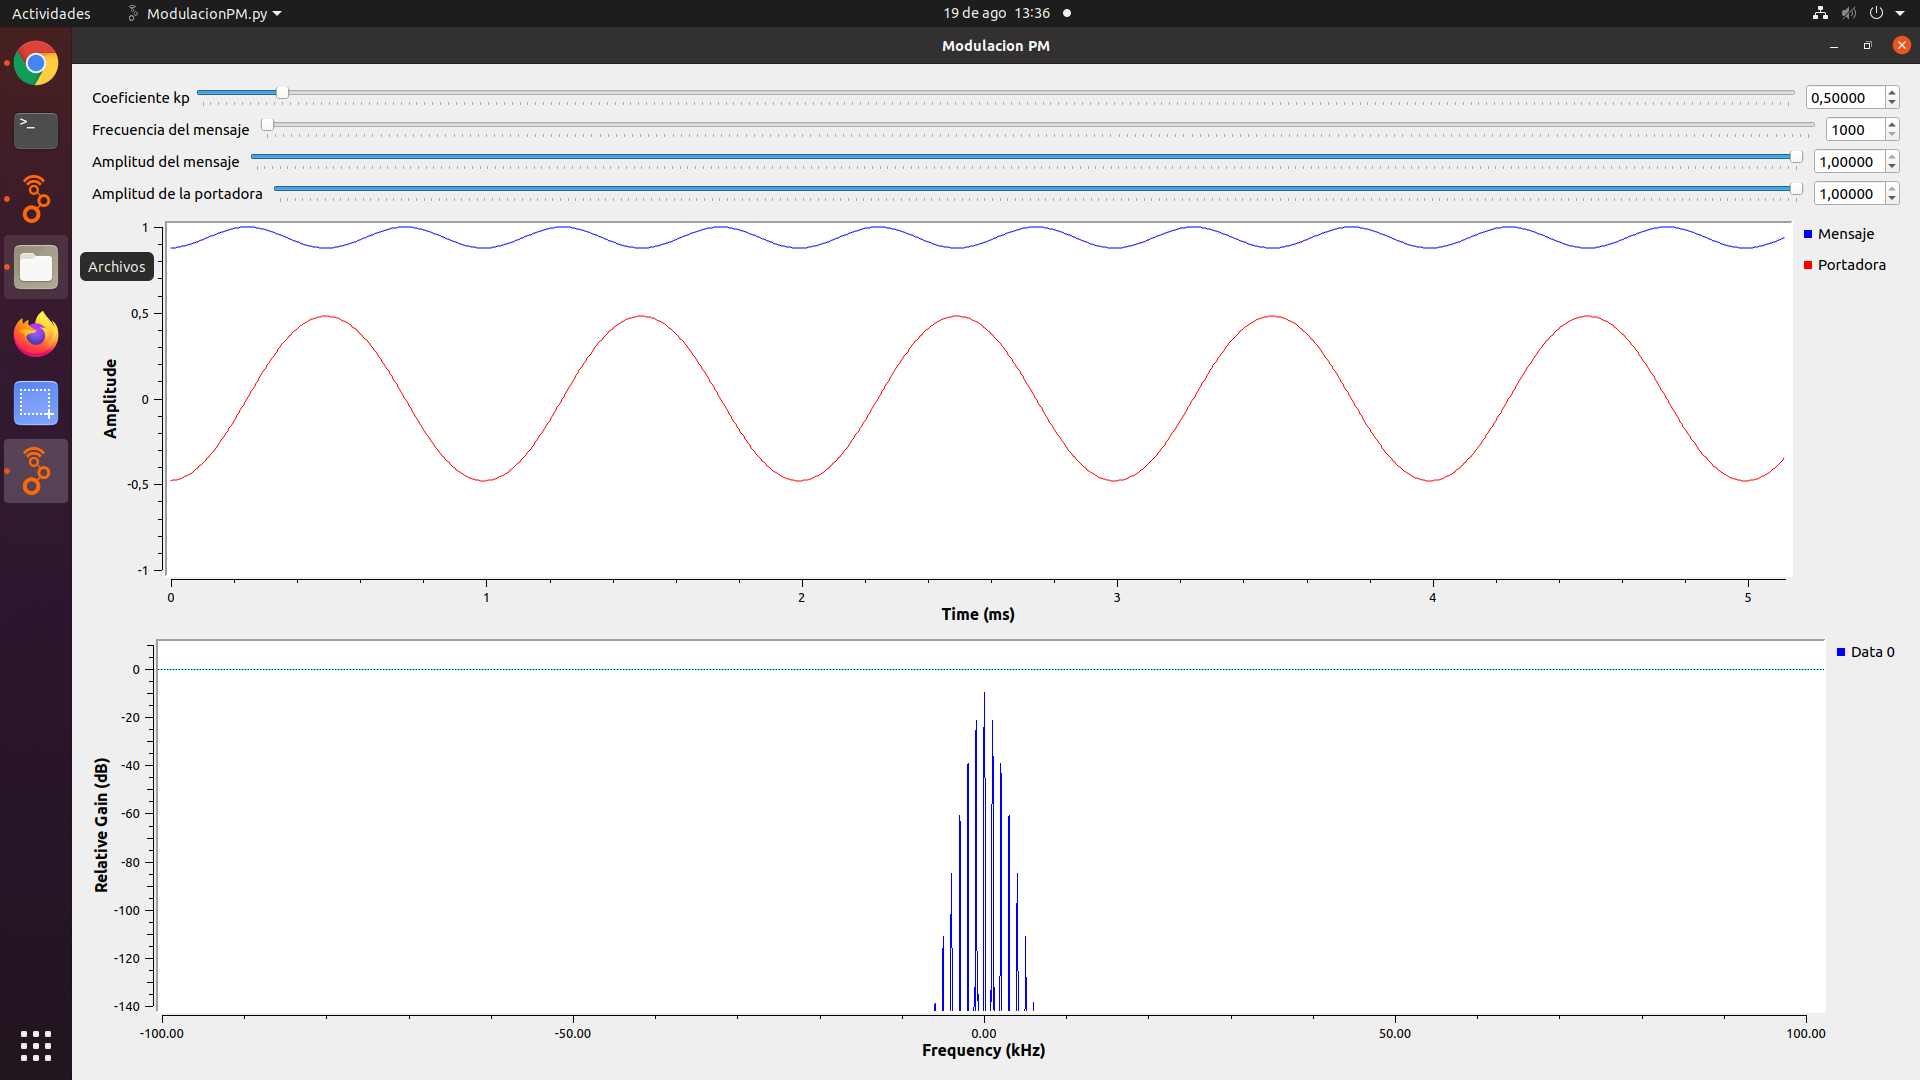 Actividades
ModulacionPM.py
19 de ago 13:36
Modulacion PM
Coeficiente kp
0,50000
Frecuencia del mensaje
1000
Amplitud del mensaje
1,00000
Amplitud de la portadora
1,00000
Archivos
Mensaje
Portadora
1
0,5
0
-0,5
-1
Amplitude
0 1 2 3 4 5
Time (ms)
Data 0
0
-20
-40
-60
-80
-100
-120
-140
Relative Gain (dB)
-100.00 -50.00 0.00 50.00 100.00
Frequency (kHz)